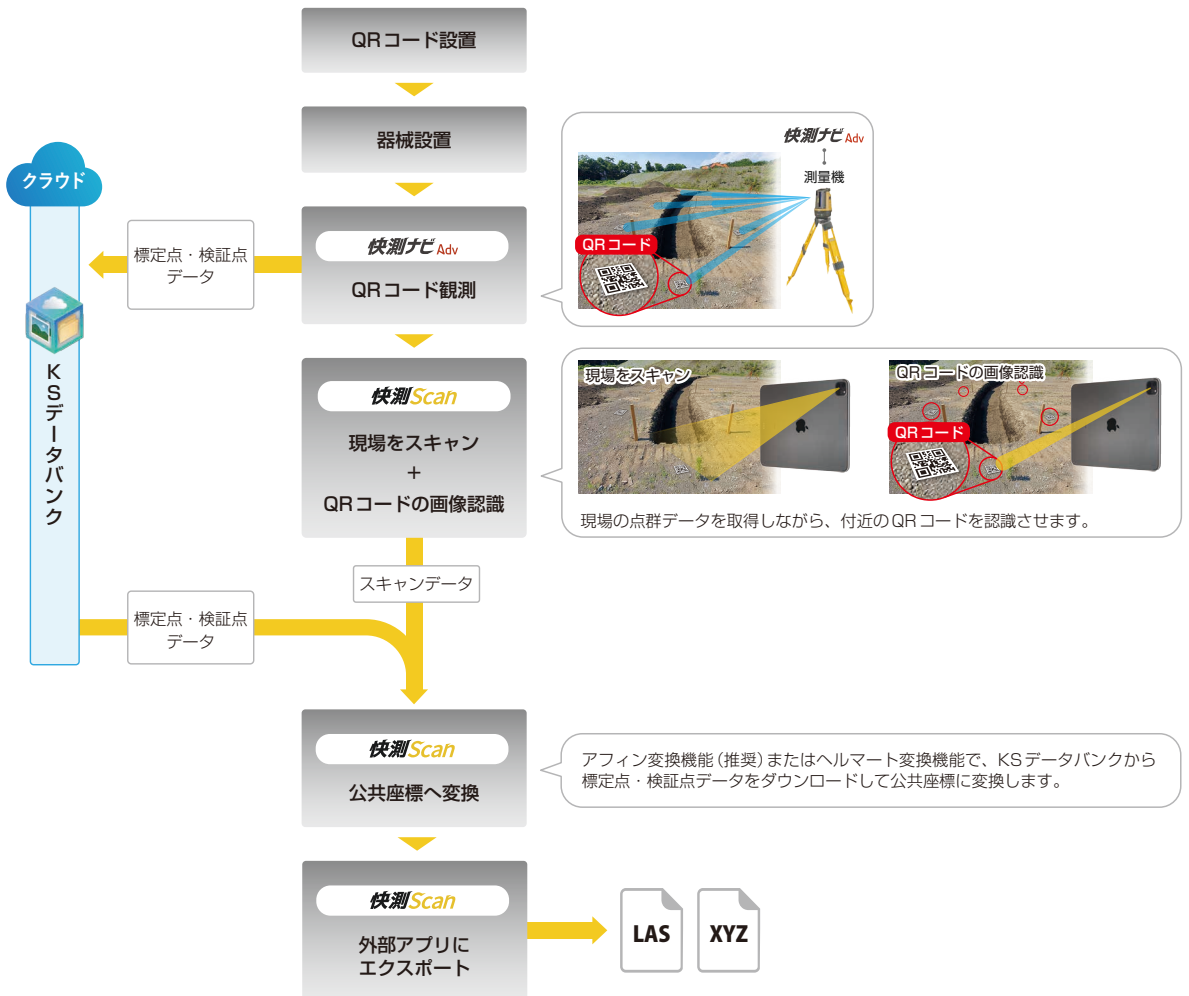 QRコード設置
器械設置
快測ナビ Adv
測量機
QRコード
クラウド
標定点・検証点
データ
快測ナビ Adv
QRコード観測
KSデータバンク
快測Scan
現場をスキャン
+
QRコードの画像認識
現場をスキャン
QRコードの画像認識
QRコード
現場の点群データを取得しながら、付近のQRコードを認識させます。
スキャンデータ
標定点・検証点
データ
快測Scan
公共座標へ変換
アフィン変換機能(推奨)またはヘルマート変換機能で、KSデータバンクから
標定点・検証点データをダウンロードして公共座標に変換します。
快測Scan
外部アプリに
エクスポート
LAS
XYZ